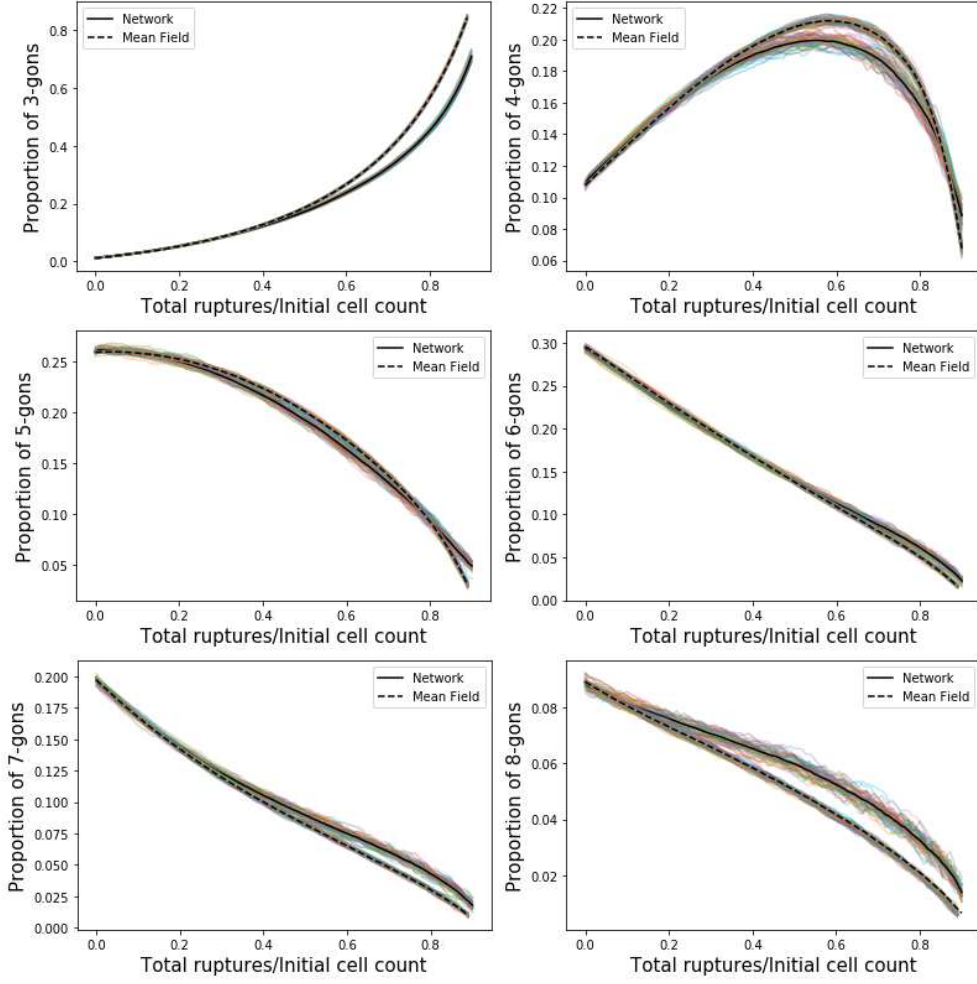 Network
Mean Field
0.8
0.6
0.4
0.2
0.0
Proportion of 3-gons
0.0 0.2 0.4 0.6 0.8
Total ruptures/Initial cell count
Network
Mean Field
0.22
0.20
0.18
0.16
0.14
0.12
0.10
0.08
0.06
Proportion of 4-gons
0.0 0.2 0.4 0.6 0.8
Total ruptures/Initial cell count
Network
Mean Field
0.25
0.20
0.15
0.10
0.05
Proportion of 5-gons
0.0 0.2 0.4 0.6 0.8
Total ruptures/Initial cell count
Network
Mean Field
0.30
0.25
0.20
0.15
0.10
0.05
0.00
Proportion of 6-gons
0.0 0.2 0.4 0.6 0.8
Total ruptures/Initial cell count
Network
Mean Field
0.200
0.175
0.150
0.125
0.100
0.075
0.050
0.025
0.000
Proportion of 7-gons
0.0 0.2 0.4 0.6 0.8
Total ruptures/Initial cell count
Network
Mean Field
0.08
0.06
0.04
0.02
Proportion of 8-gons
0.0 0.2 0.4 0.6 0.8
Total ruptures/Initial cell count